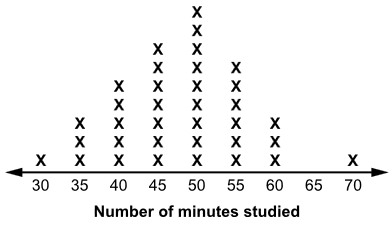 X
X
X X
X X X
X X X X
X X X X
X X X X X X
X X X X X X
X X X X X X X X
30 35 40 45 50 55 60 65 70
Number of minutes studied